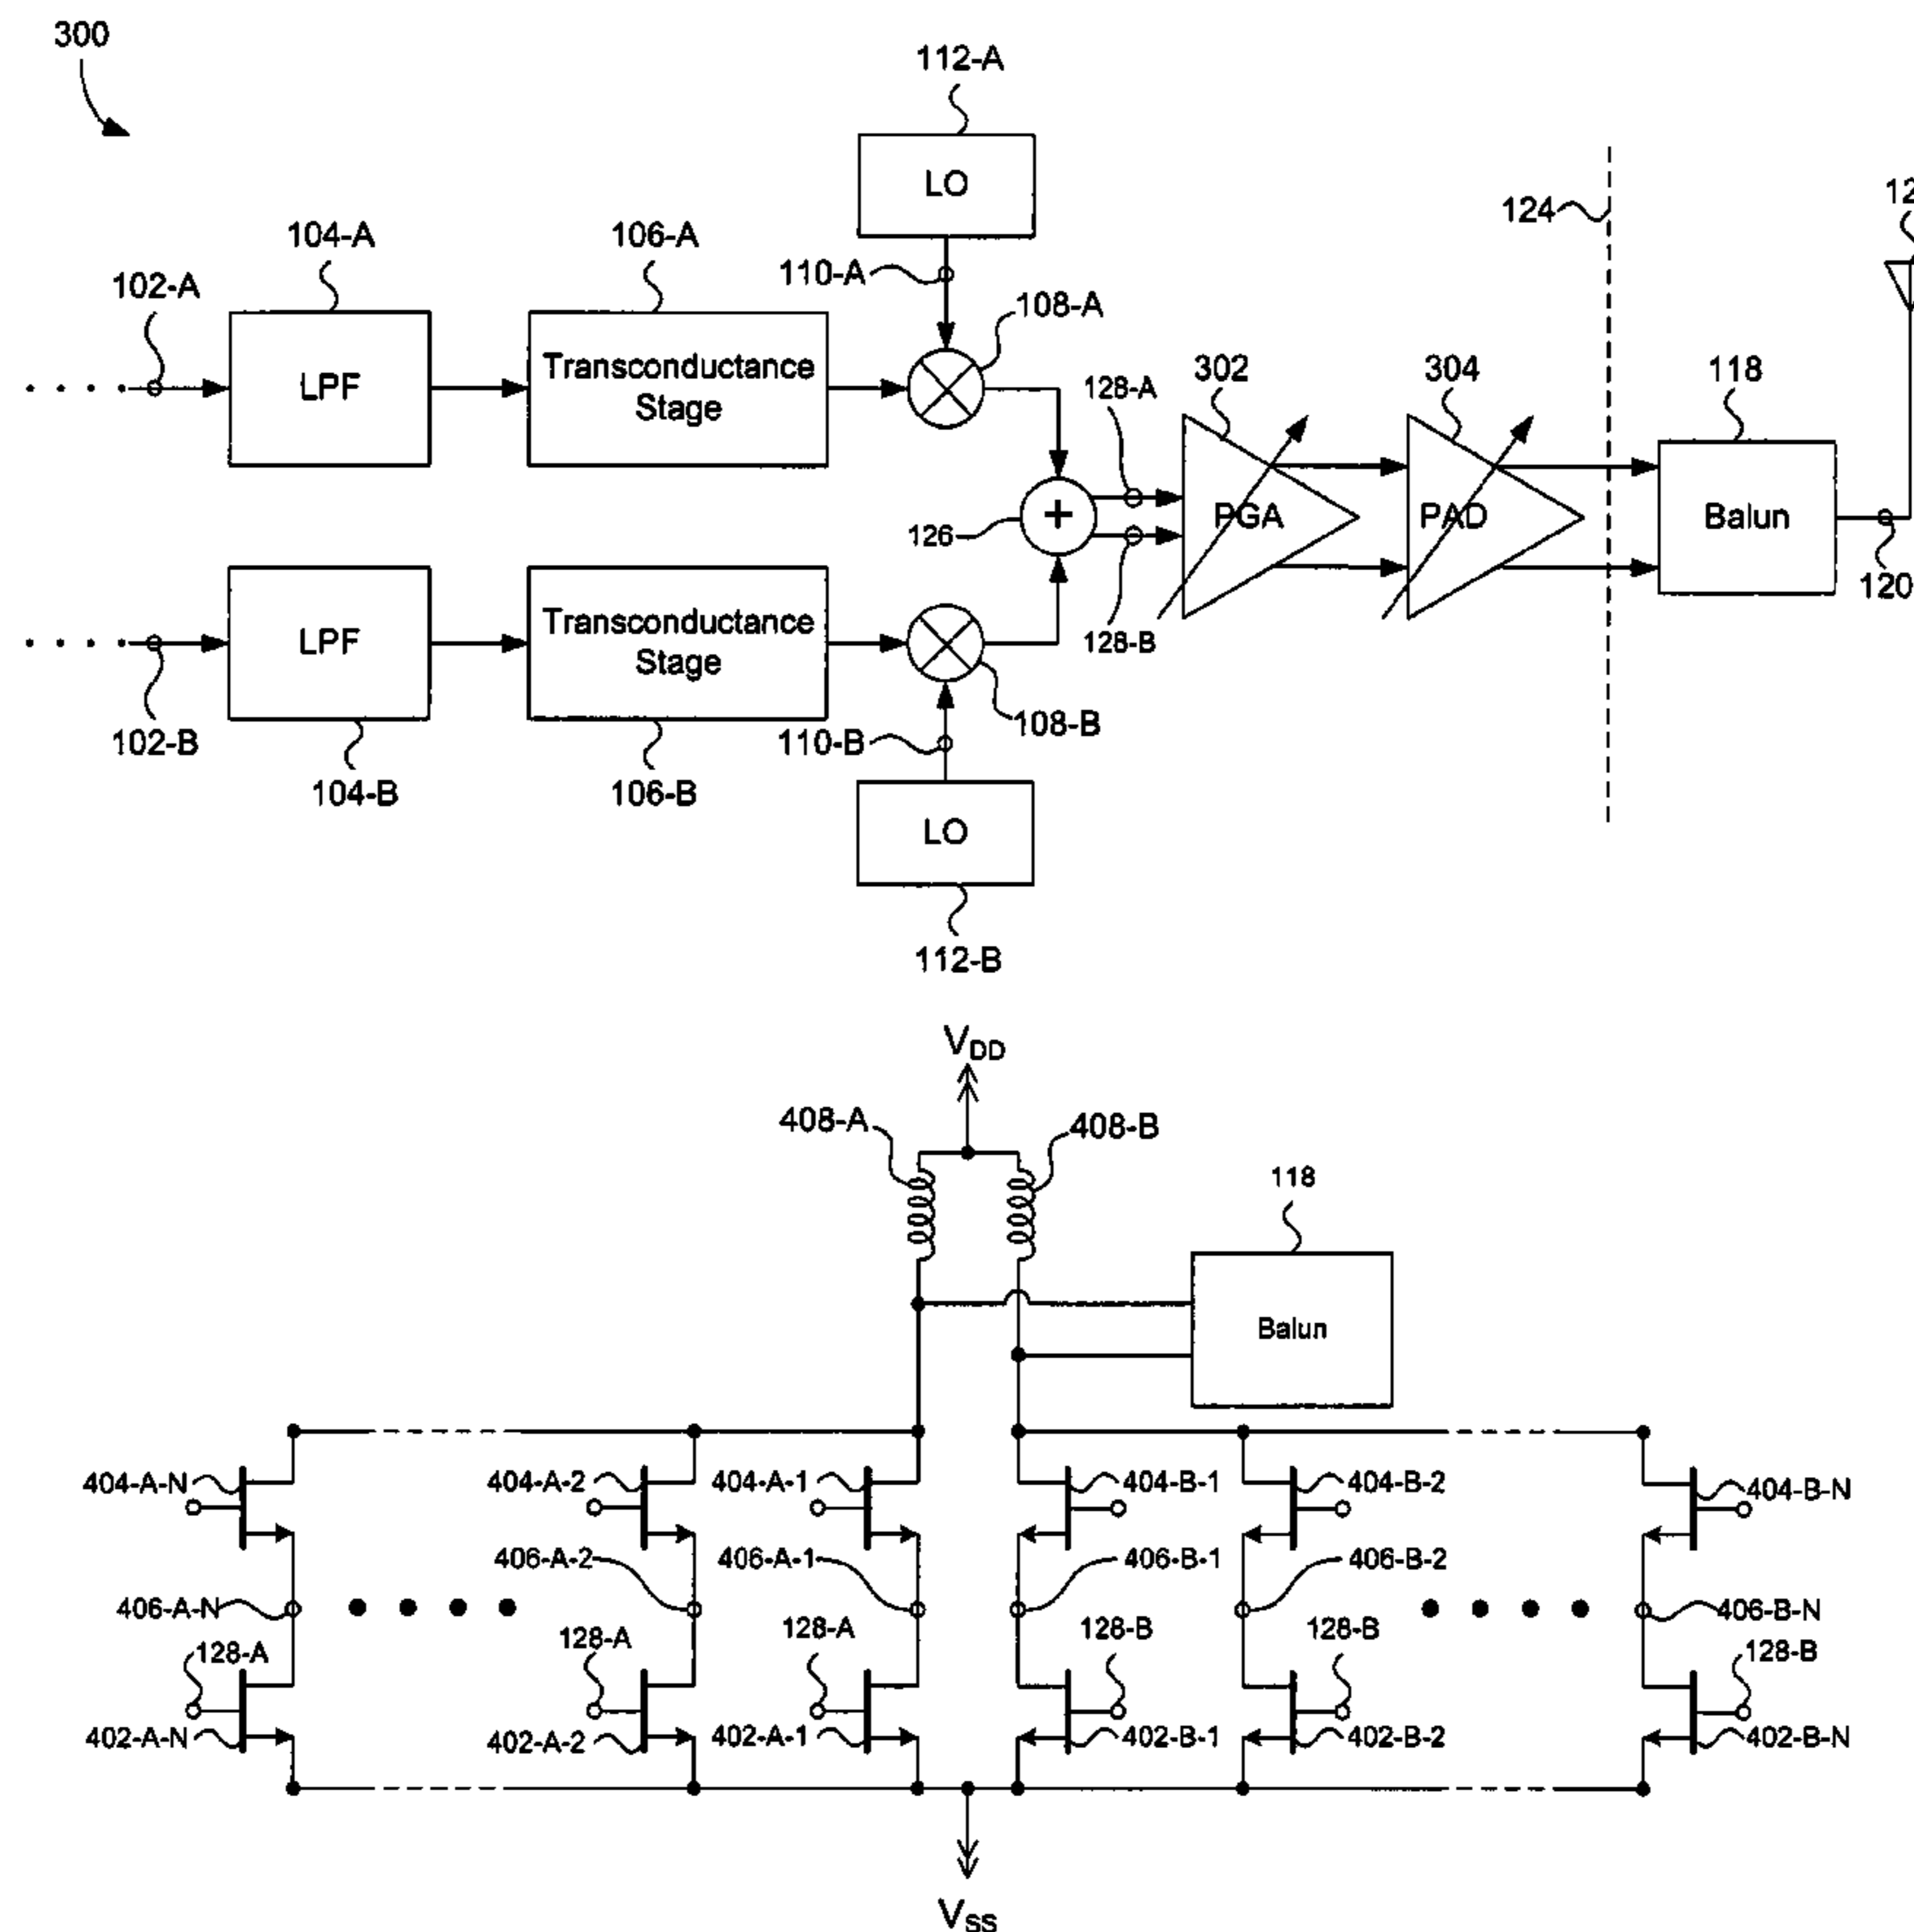 300
112-A
LO
124
104-A
106-A
110-A
102-A
108-A
LPF
Transconductance
Stage
302
304
118
128-A
PGA
PAD
Balun
126
LPF
Transconductance
Stage
128-B
120
102-B
108-B
110-B
104-B
106-B
LO
112-B
VDD
408-A
408-B
118
Balun
404-A-N
404-A-2
404-A-1
404-B-1
404-B-2
404-B-N
406-A-2
406-A-1
406-B-1
406-B-2
406-A-N
406-B-N
128-A
128-A
128-A
128-B
128-B
128-B
402-A-N
402-A-2
402-A-1
402-B-1
402-B-2
402-B-N
VSS